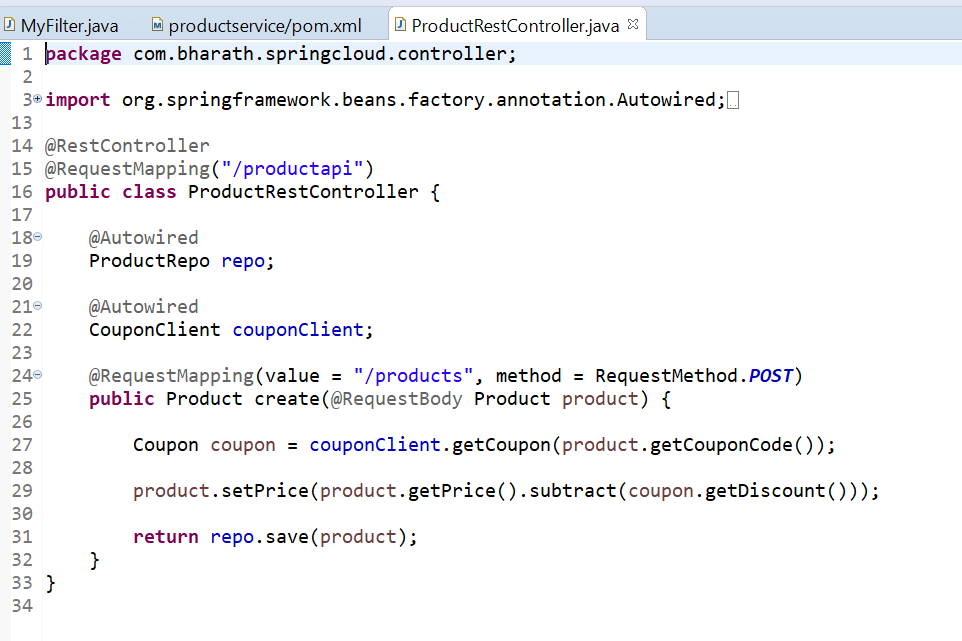 MyFilter.java productservice/pom.xml ProductRestController.java
1 package com.bharath.springcloud.controller;
2
3 import org.springframework.beans.factory.annotation.Autowired;
13
14 @RestController
15 @RequestMapping("/productapi")
16 public class ProductRestController {
17
18 @Autowired
19 ProductRepo repo;
20
21 @Autowired
22 CouponClient couponClient;
23
24 @RequestMapping(value = "/products", method = RequestMethod.POST)
25 public Product create(@RequestBody Product product) {
26
27 Coupon coupon = couponClient.getCoupon(product.getCouponCode());
28
29 product.setPrice(product.getPrice().subtract(coupon.getDiscount()));
30
31 return repo.save(product);
32 }
33 }
34